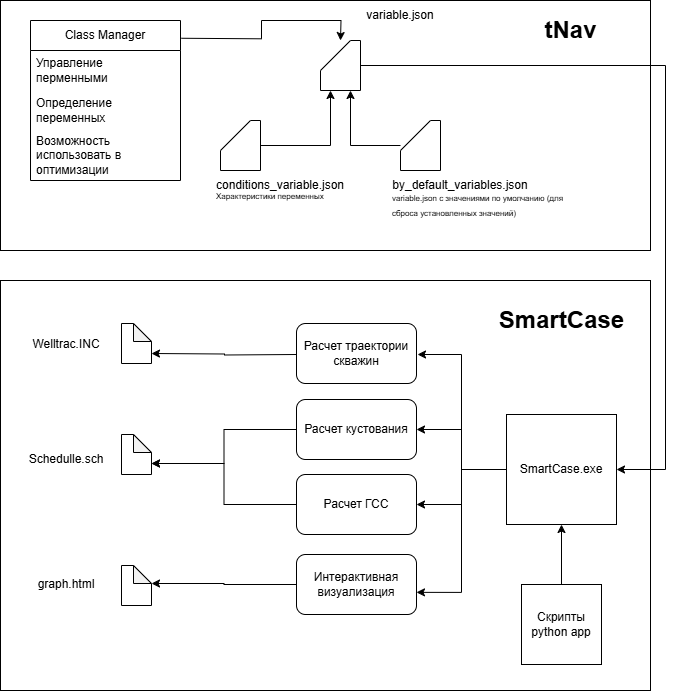 variable.json
tNav
Class Manager
Управление
перменными
Определение
переменных
Возможность
использовать в
оптимизации
conditions_variable.json
Характеристики переменных
by_default_variables.json
variable.json с значениями по умолчанию (для
сброса установленных значений)
SmartCase
Welltrac.INC
Расчет траектории
скважин
Расчет кустования
Schedulle.sch
SmartCase.exe
Расчет ГСС
graph.html
Интерактивная
визуализация
Скрипты
python app